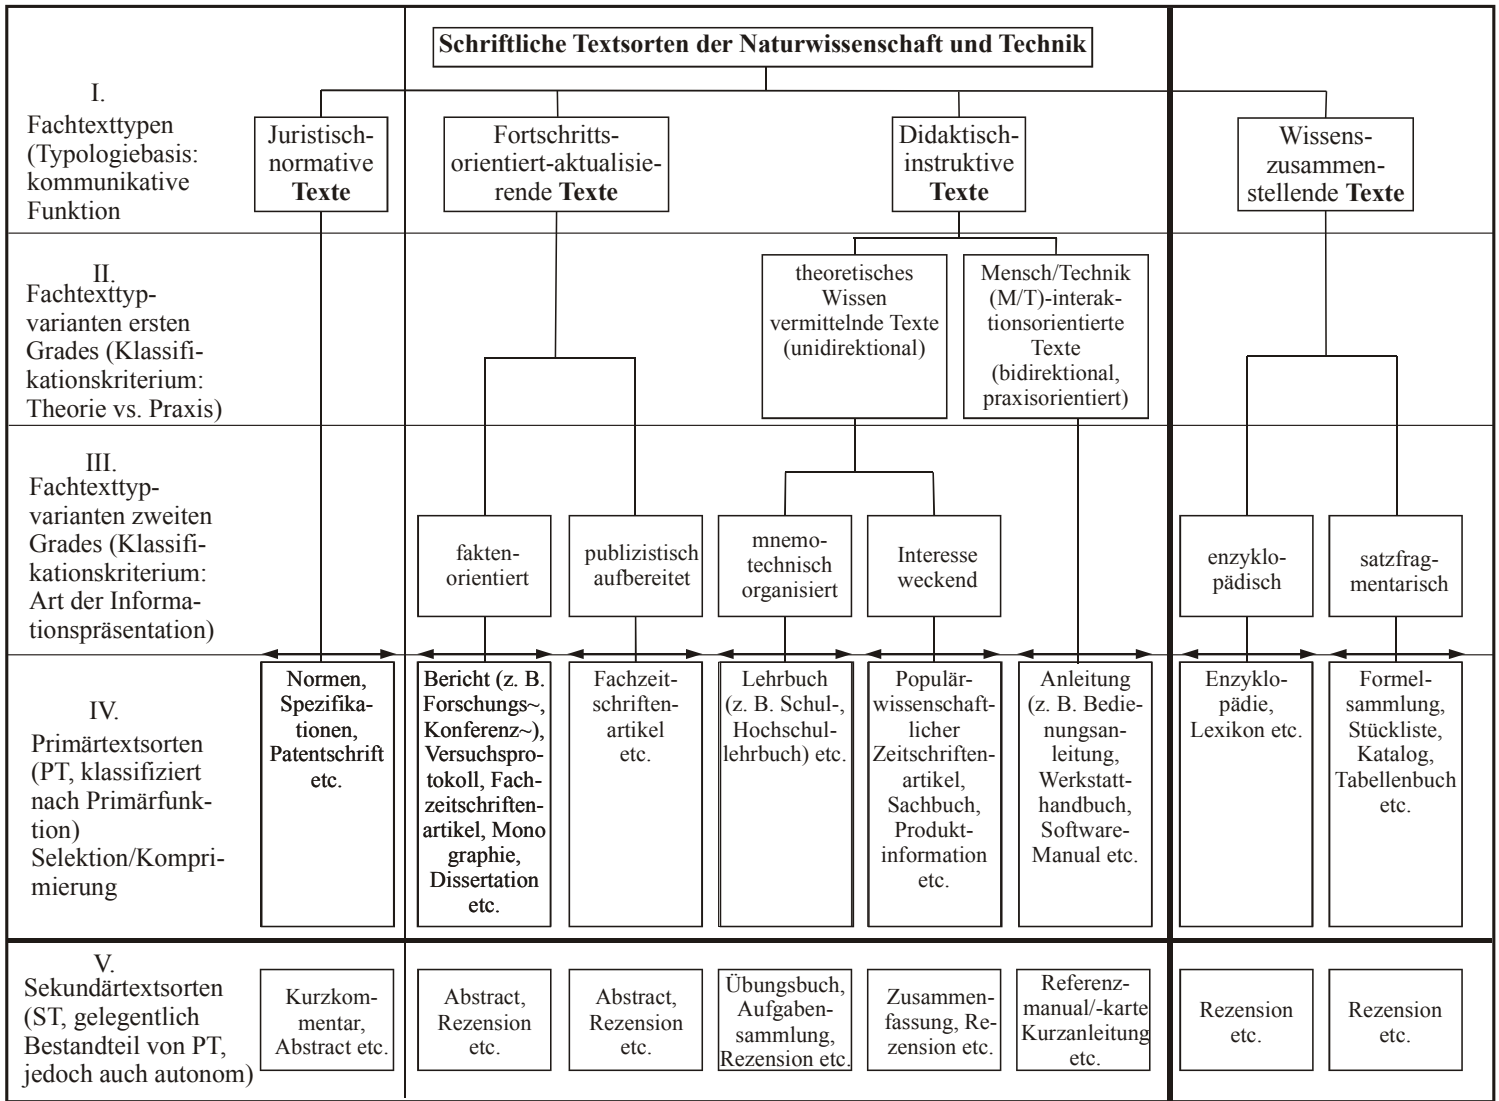 Schriftliche Textsorten der Naturwissenschaft und Technik
I.
Fachtexttypen
(Typologiebasis:
kommunikative
Funktion
Juristisch-
normative
Texte
Fortschritts-
orientiert-aktualisie-
rende Texte
Didaktisch-
instruktive
Texte
Wissens-
zusammen-
stellende Texte
II.
Fachtexttyp-
varianten ersten
Grades (Klassifi-
kationskriterium:
Theorie vs. Praxis)
theoretisches
Wissen
vermittelnde Texte
(unidirektional)
Mensch/Technik
(M/T)-interak-
tionsorientierte
Texte
(bidirektional,
praxisorientiert)
III.
Fachtexttyp-
varianten zweiten
Grades (Klassifi-
kationskriterium:
Art der Informa-
tionspräsentation)
fakten-
orientiert
publizistisch
aufbereitet
mnemo-
technisch
organisiert
Interesse
weckend
enzyklo-
pädisch
satzfrag-
mentarisch
IV.
Primärtextsorten
(PT, klassifiziert
nach Primärfunk-
tion)
Selektion/Kompri-
mierung
Normen,
Spezifika-
tionen,
Patentschrift
etc.
Bericht (z. B.
Forschungs~,
Konferenz~),
Versuchspro-
tokoll, Fach-
zeitschriften-
artikel, Mono
graphie,
Dissertation
etc.
Fachzeit-
schriften-
artikel
etc.
Lehrbuch
(z. B. Schul-,
Hochschul-
lehrbuch) etc.
Populär-
wissenschaft-
licher
Zeitschriften-
artikel,
Sachbuch,
Produkt-
information
etc.
Anleitung
(z. B. Bedie-
nungsan-
leitung,
Werkstatt-
handbuch,
Software-
Manual etc.
Enzyklo-
pädie,
Lexikon etc.
Formel-
sammlung,
Stückliste,
Katalog,
Tabellenbuch
etc.
V.
Sekundärtextsorten
(ST, gelegentlich
Bestandteil von PT,
jedoch auch autonom)
Kurzkom-
mentar,
Abstract etc.
Abstract,
Rezension
etc.
Abstract,
Rezension
etc.
Übungsbuch,
Aufgaben-
sammlung,
Rezension etc.
Zusammen-
fassung, Re-
zension etc.
Referenz-
manual/-karte
Kurzanleitung
etc.
Rezension
etc.
Rezension
etc.